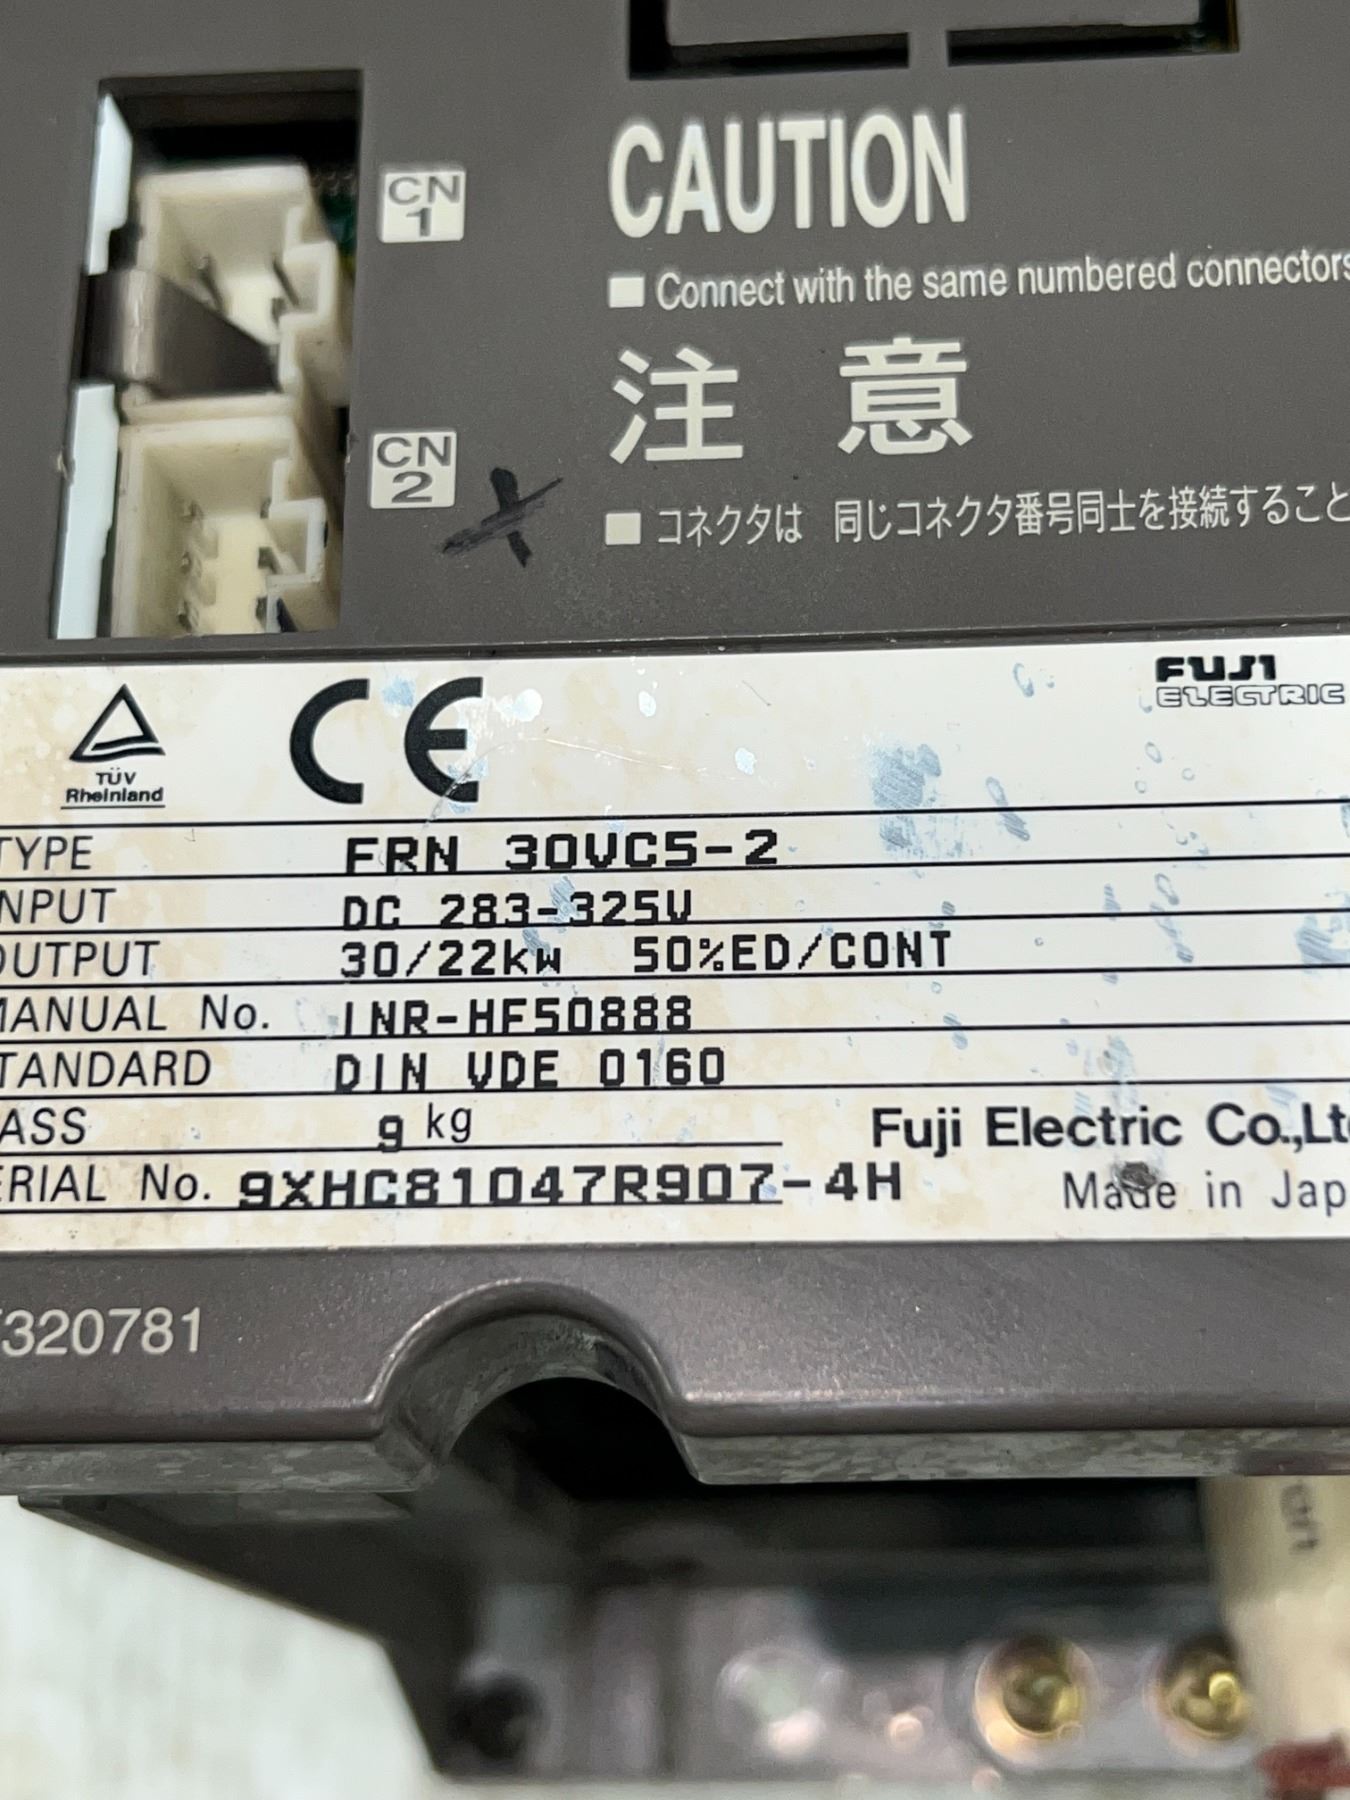 CN
1
CAUTION
■ Connect with the same numbered connectors
注意
CN
2
■ コネクタは 同じコネクタ番号同士を接続すること
TÜV
Rheinland
CE
FUJI
ELECTRIC
TYPE FRN 30VC5-2
INPUT DC 283-325V
OUTPUT 30/22kW 50%ED/CONT
MANUAL No. INR-HF50888
STANDARD DIN VDE 0160
ASS 9 kg
Fuji Electric Co.,Lt
ERIAL No. 9XHC81047R907-4H
Made in Jap
320781